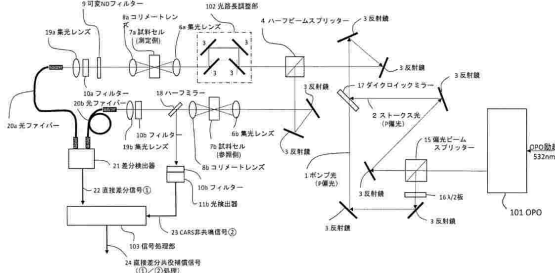 9 可変NDフィルター
8a コリメートレンズ
102 光路長調整部
19a 集光レンズ
7a 試料セル
(測定側)
6a 集光レンズ
4 ハーフビームスプリッター
3 反射鏡
3
3
3
3
3 反射鏡
3 反射鏡
10a フィルター
18 ハーフミラー
3 反射鏡
17 ダイクロイックミラー
20b 光ファイバー
20a 光ファイバー
2 ストークス光
(P偏光)
10b フィルター
19b 集光レンズ
7b 試料セル
(参照側)
6b 集光レンズ
3 反射鏡
15 偏光ビーム
スプリッター
OPO励起
532nm
21 差分検出器
8b コリメートレンズ
1 ポンプ光
(P偏光)
10b フィルター
3 反射鏡
16 λ/2板
22 直接差分信号①
11b 光検出器
3 反射鏡
3 反射鏡
101 OPO
23 CARS非共鳴信号②
103 信号処理部
24 直接差分共役補償信号
(①／②処理)